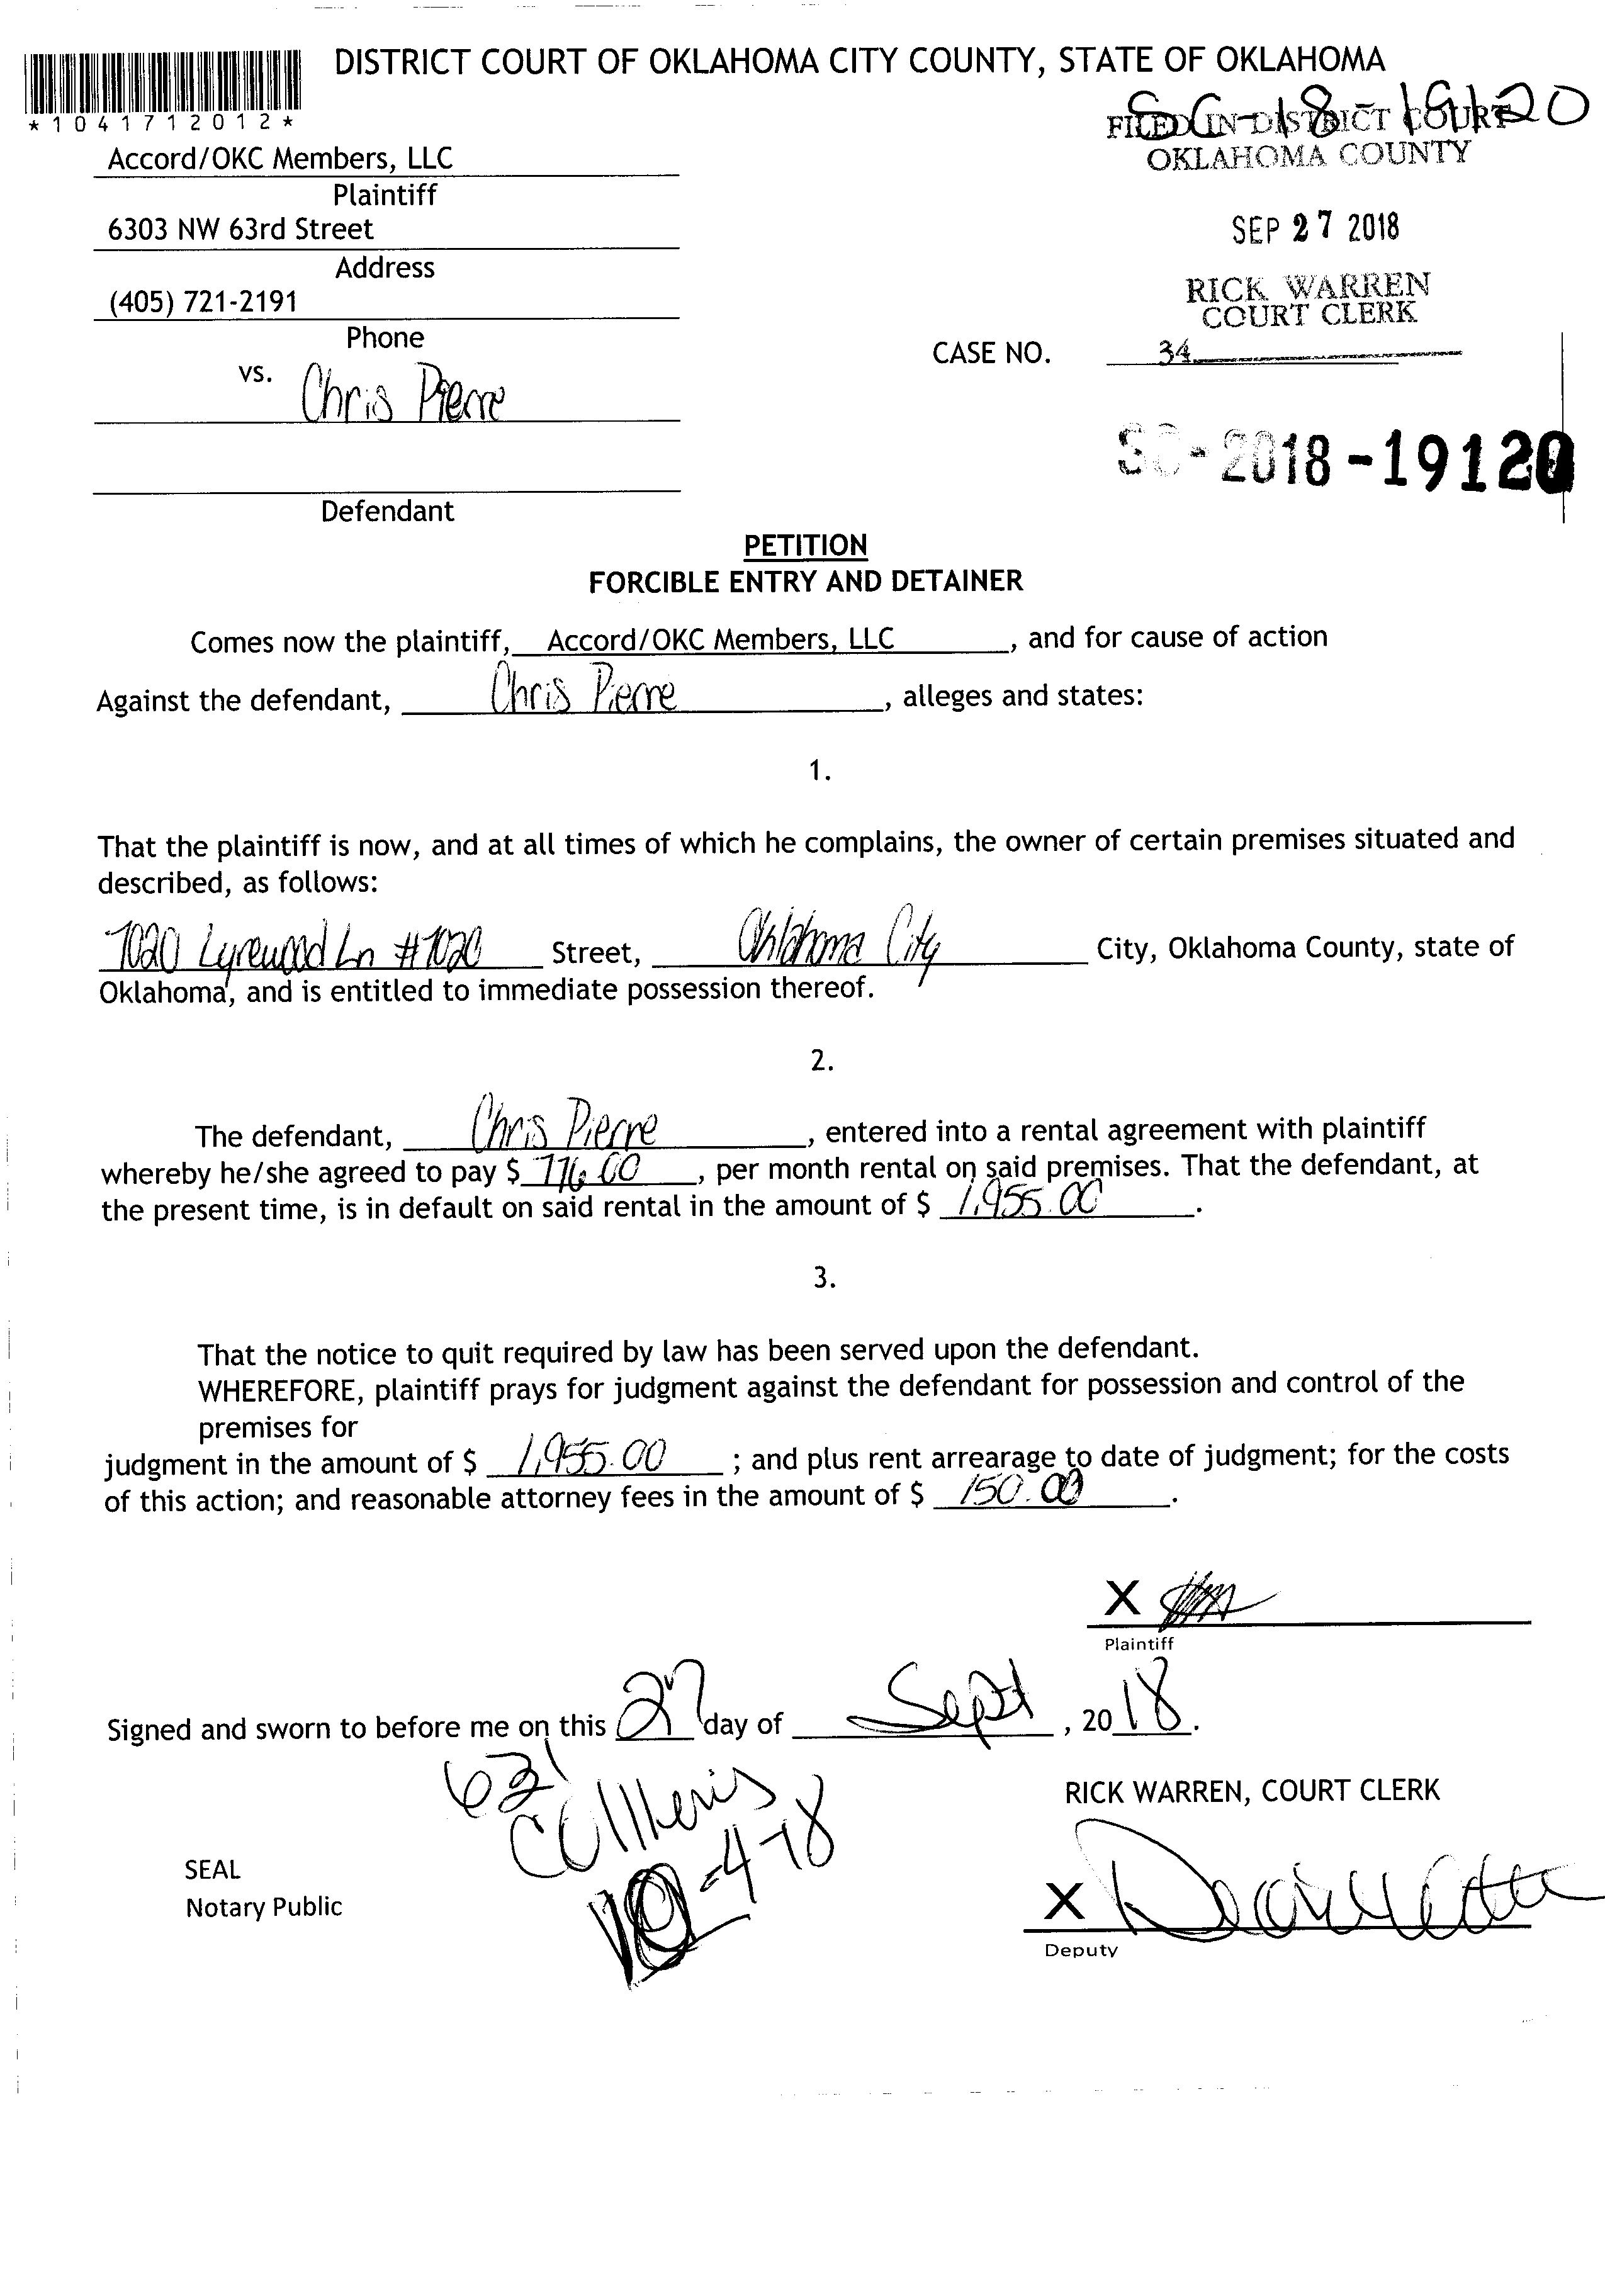 DISTRICT COURT OF OKLAHOMA CITY COUNTY, STATE OF OKLAHOMA
*1041712012*
SC-18-19120
FILED IN DISTRICT COURT
OKLAHOMA COUNTY
Accord/OKC Members, LLC
Plaintiff
6303 NW 63rd Street
SEP 27 2018
Address
(405) 721-2191
RICK WARREN
COURT CLERK
Phone
CASE NO. 34
vs. Chris Pierre
SC-2018-19120
Defendant
PETITION
FORCIBLE ENTRY AND DETAINER
Comes now the plaintiff, Accord/OKC Members, LLC, and for cause of action
Against the defendant, Chris Pierre, alleges and states:
1.
That the plaintiff is now, and at all times of which he complains, the owner of certain premises situated and
described, as follows:
7020 Lyrewood Ln #1020 Street, Oklahoma City City, Oklahoma County, state of
Oklahoma, and is entitled to immediate possession thereof.
2.
The defendant, Chris Pierre, entered into a rental agreement with plaintiff
whereby he/she agreed to pay $ 776.00, per month rental on said premises. That the defendant, at
the present time, is in default on said rental in the amount of $ 1,955.00.
3.
That the notice to quit required by law has been served upon the defendant.
WHEREFORE, plaintiff prays for judgment against the defendant for possession and control of the
premises for
judgment in the amount of $ 1,955.00 ; and plus rent arrearage to date of judgment; for the costs
of this action; and reasonable attorney fees in the amount of $ 150.00.
X
Plaintiff
Signed and sworn to before me on this 27 day of Sept, 2018.
621
RICK WARREN, COURT CLERK
10-4-18
SEAL
Notary Public
X
Deputy